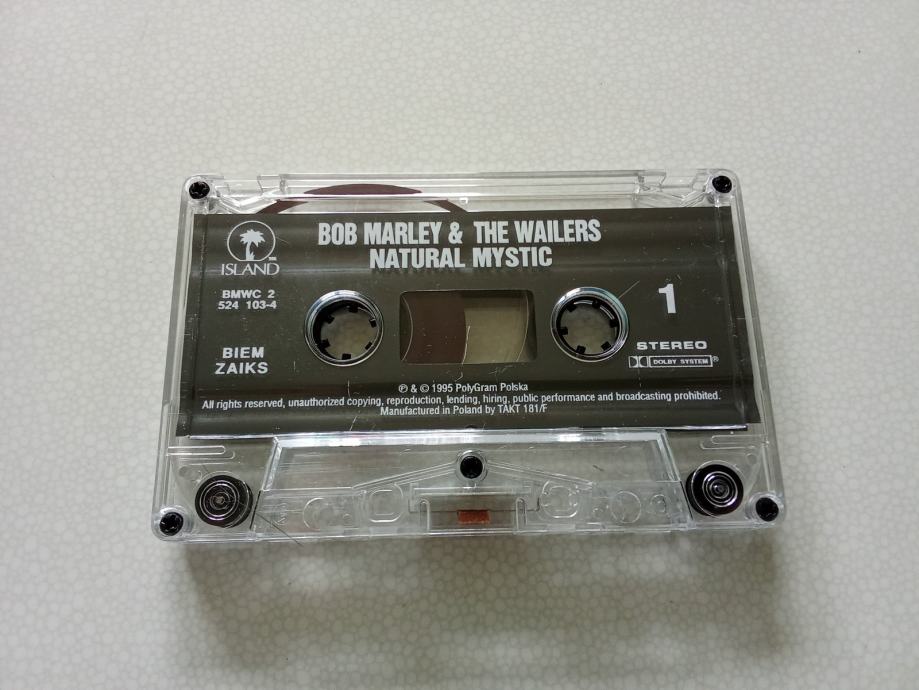 BOB MARLEY & THE WAILERS
NATURAL MYSTIC
ISLAND
TM
BMWC 2
524 103-4
1
BIEM
ZAIKS
STEREO
DOLBY SYSTEM®
℗ & © 1995 PolyGram Polska
All rights reserved, unauthorized copying, reproduction, lending, hiring, public performance and broadcasting prohibited.
Manufactured in Poland by TAKT 181/F